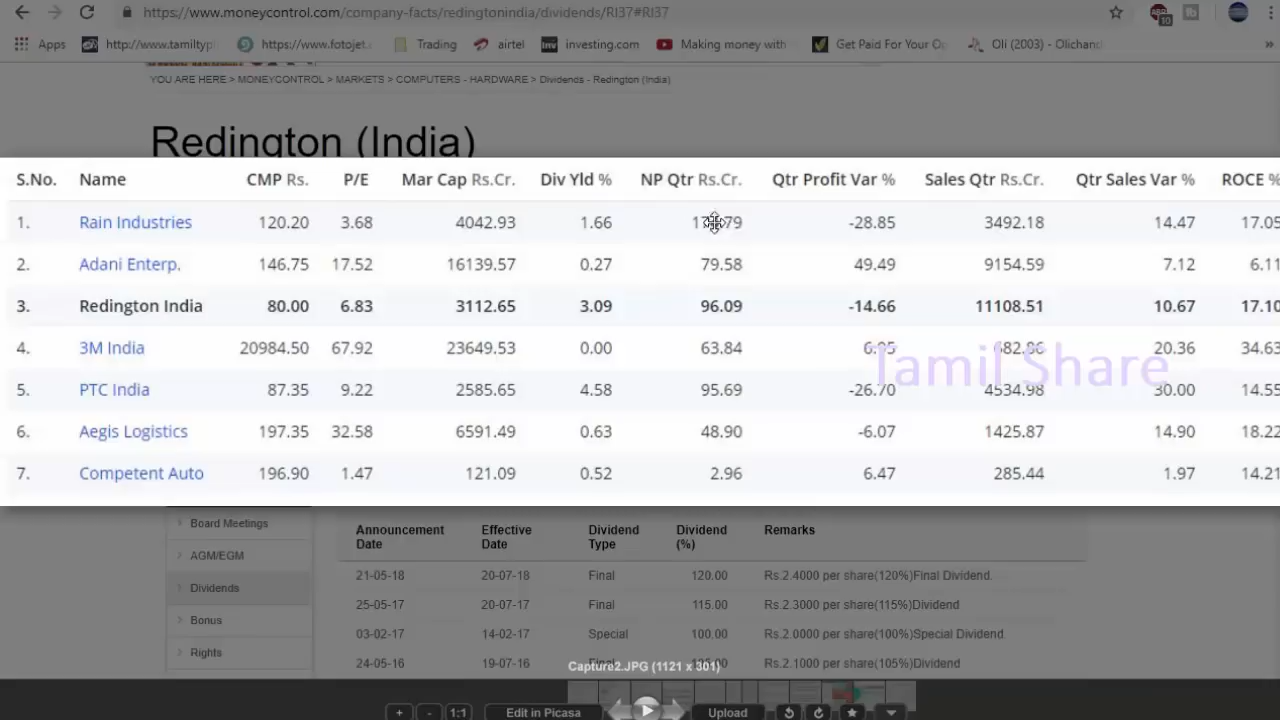 https://www.moneycontrol.com/company-facts/redingtonindia/dividends/RI37#RI37
Apps http://www.tamiltyp https://www.fotojet. Trading airtel investing.com Making money with Get Paid For Your Op Oli (2003) - Olichand
YOU ARE HERE > MONEYCONTROL > MARKETS > COMPUTERS - HARDWARE > Dividends - Redington (India)
Redington (India)
S.No. Name CMP Rs. P/E Mar Cap Rs.Cr. Div Yld % NP Qtr Rs.Cr. Qtr Profit Var % Sales Qtr Rs.Cr. Qtr Sales Var % ROCE %
1. Rain Industries 120.20 3.68 4042.93 1.66 -28.85 3492.18 14.47 17.05
2. Adani Enterp. 146.75 17.52 16139.57 0.27 79.58 49.49 9154.59 7.12 6.11
3. Redington India 80.00 6.83 3112.65 3.09 96.09 -14.66 11108.51 10.67 17.10
4. 3M India 20984.50 67.92 23649.53 0.00 63.84 20.36 34.63
Tamil Share
5. PTC India 87.35 9.22 2585.65 4.58 95.69 -26.70 4534.98 30.00 14.55
6. Aegis Logistics 197.35 32.58 6591.49 0.63 48.90 -6.07 1425.87 14.90 18.22
7. Competent Auto 196.90 1.47 121.09 0.52 2.96 6.47 285.44 1.97 14.21
Board Meetings
AGM/EGM
Dividends
Bonus
Rights
Announcement Date Effective Date Dividend Type Dividend (%) Remarks
21-05-18 20-07-18 Final 120.00 Rs.2.4000 per share(120%)Final Dividend.
25-05-17 20-07-17 Final 115.00 Rs.2.3000 per share(115%)Dividend
03-02-17 14-02-17 Special 100.00 Rs.2.0000 per share(100%)Special Dividend
24-05-16 19-07-16 Rs.2.1000 per share(105%)Dividend
Capture2.JPG (1121 x 301)
+ - 1:1 Edit in Picasa Upload